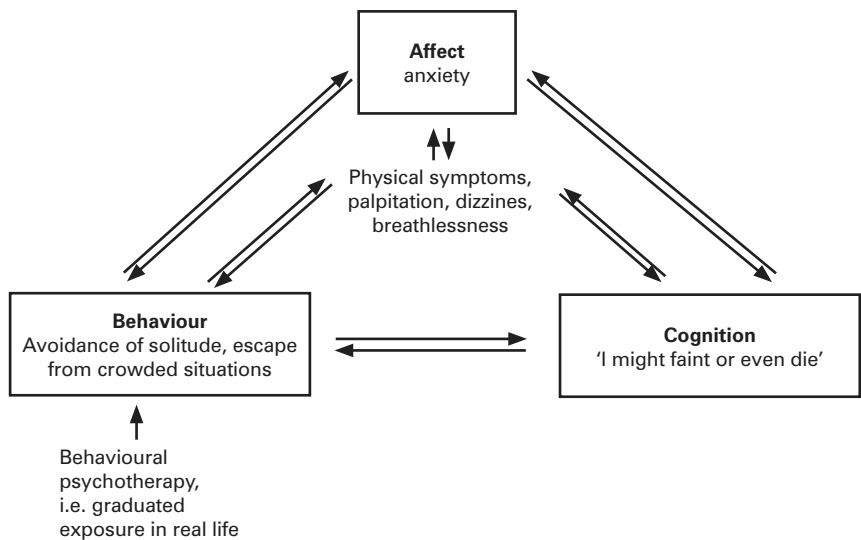 Affect
anxiety
Physical symptoms,
palpitation, dizzines,
breathlessness
Behaviour
Avoidance of solitude, escape
from crowded situations
Cognition
‘I might faint or even die’
Behavioural
psychotherapy,
i.e. graduated
exposure in real life